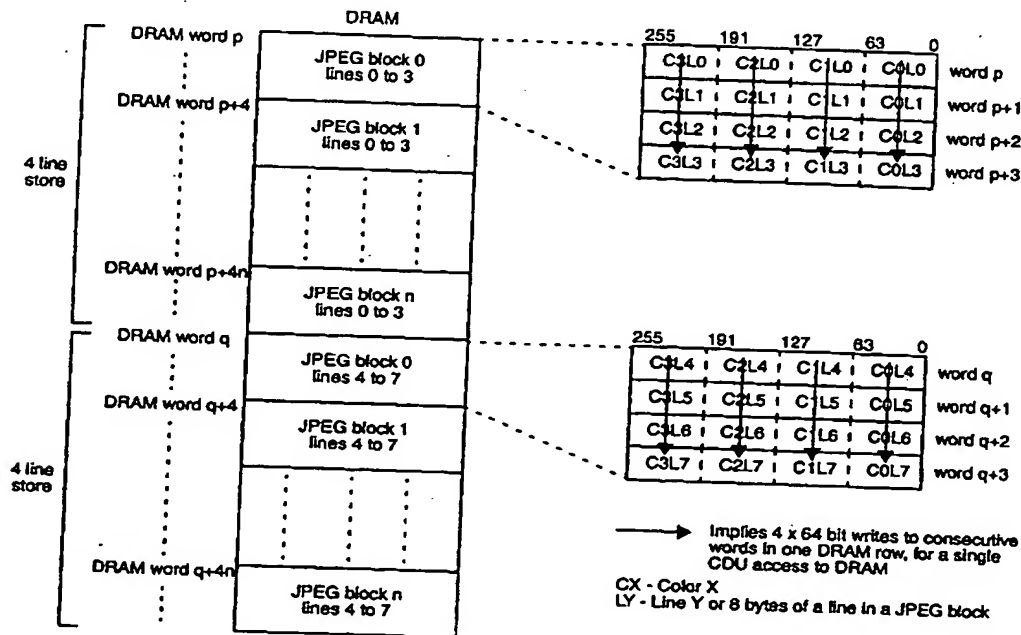 DRAM
DRAM word p
JPEG block 0
lines 0 to 3
DRAM word p+4
JPEG block 1
lines 0 to 3
4 line
store
DRAM word p+4n
JPEG block n
lines 0 to 3
DRAM word q
JPEG block 0
lines 4 to 7
DRAM word q+4
JPEG block 1
lines 4 to 7
4 line
store
DRAM word q+4n
JPEG block n
lines 4 to 7
255 191 127 63 0
C3L0 C2L0 C1L0 C0L0 word p
C3L1 C2L1 C1L1 C0L1 word p+1
C3L2 C2L2 C1L2 C0L2 word p+2
C3L3 C2L3 C1L3 C0L3 word p+3
255 191 127 63 0
C3L4 C2L4 C1L4 C0L4 word q
C3L5 C2L5 C1L5 C0L5 word q+1
C3L6 C2L6 C1L6 C0L6 word q+2
C3L7 C2L7 C1L7 C0L7 word q+3
Implies 4 x 64 bit writes to consecutive
words in one DRAM row, for a single
CDU access to DRAM
CX - Color X
LY - Line Y or 8 bytes of a line in a JPEG block